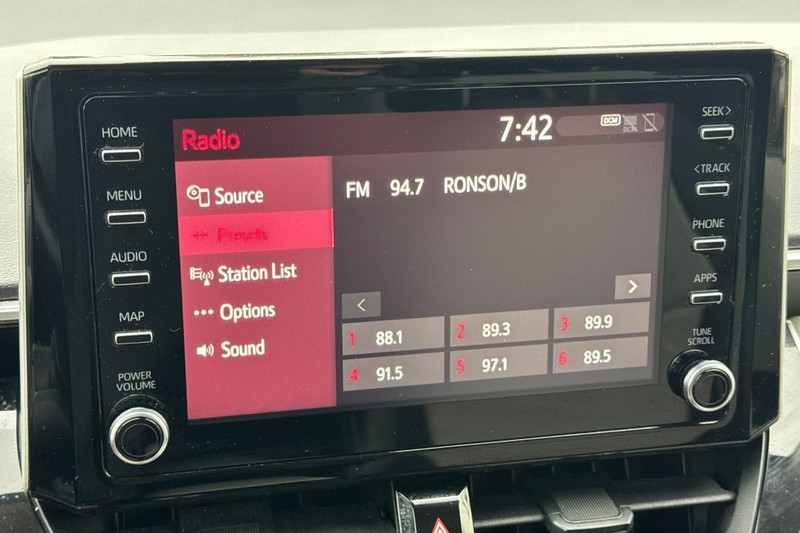 HOME
MENU
AUDIO
MAP
POWER
VOLUME
Radio
7:42
DCM
DCM
Source
Presets
Station List
Options
Sound
FM 94.7 RONSON/B
<
>
1 88.1
2 89.3
3 89.9
4 91.5
5 97.1
6 89.5
SEEK >
< TRACK
PHONE
APPS
TUNE
SCROLL